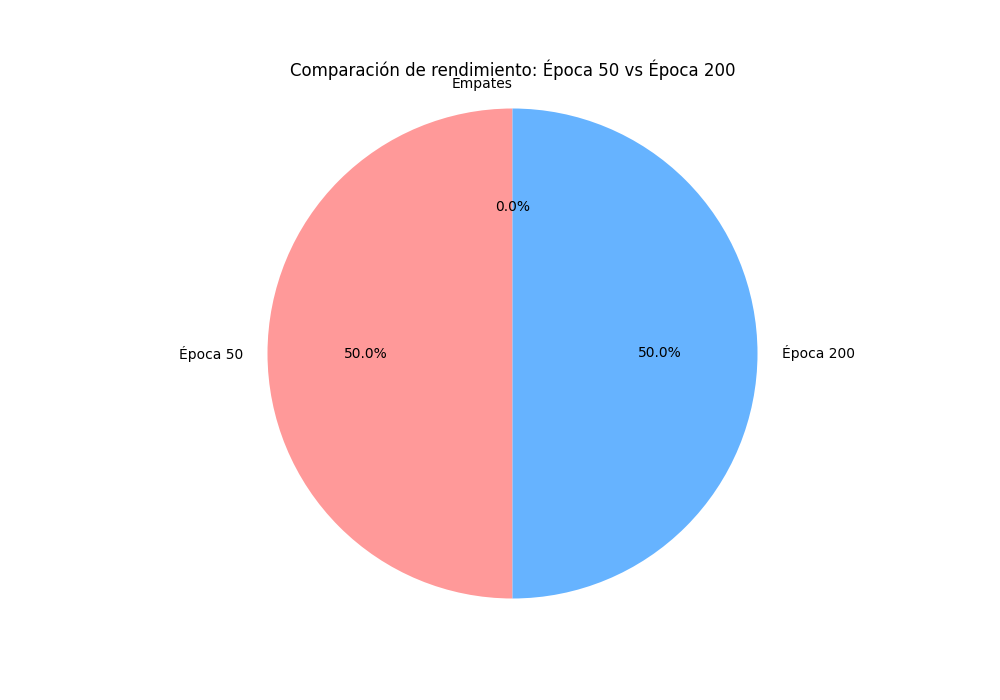 Comparación de rendimiento: Época 50 vs Época 200
Empates
0.0%
Época 50
50.0%
50.0%
Época 200